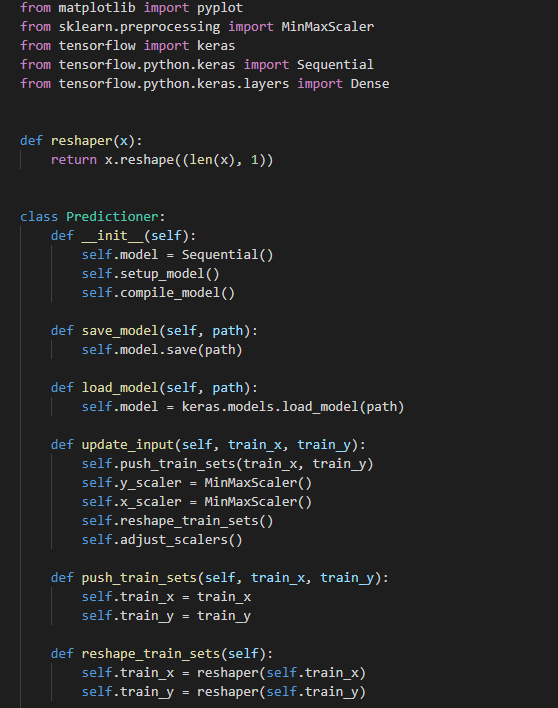 from matplotlib import pyplot
from sklearn.preprocessing import MinMaxScaler
from tensorflow import keras
from tensorflow.python.keras import Sequential
from tensorflow.python.keras.layers import Dense
def reshaper(x):
    return x.reshape((len(x), 1))
class Predictioner:
    def __init__(self):
        self.model = Sequential()
        self.setup_model()
        self.compile_model()
    def save_model(self, path):
        self.model.save(path)
    def load_model(self, path):
        self.model = keras.models.load_model(path)
    def update_input(self, train_x, train_y):
        self.push_train_sets(train_x, train_y)
        self.y_scaler = MinMaxScaler()
        self.x_scaler = MinMaxScaler()
        self.reshape_train_sets()
        self.adjust_scalers()
    def push_train_sets(self, train_x, train_y):
        self.train_x = train_x
        self.train_y = train_y
    def reshape_train_sets(self):
        self.train_x = reshaper(self.train_x)
        self.train_y = reshaper(self.train_y)